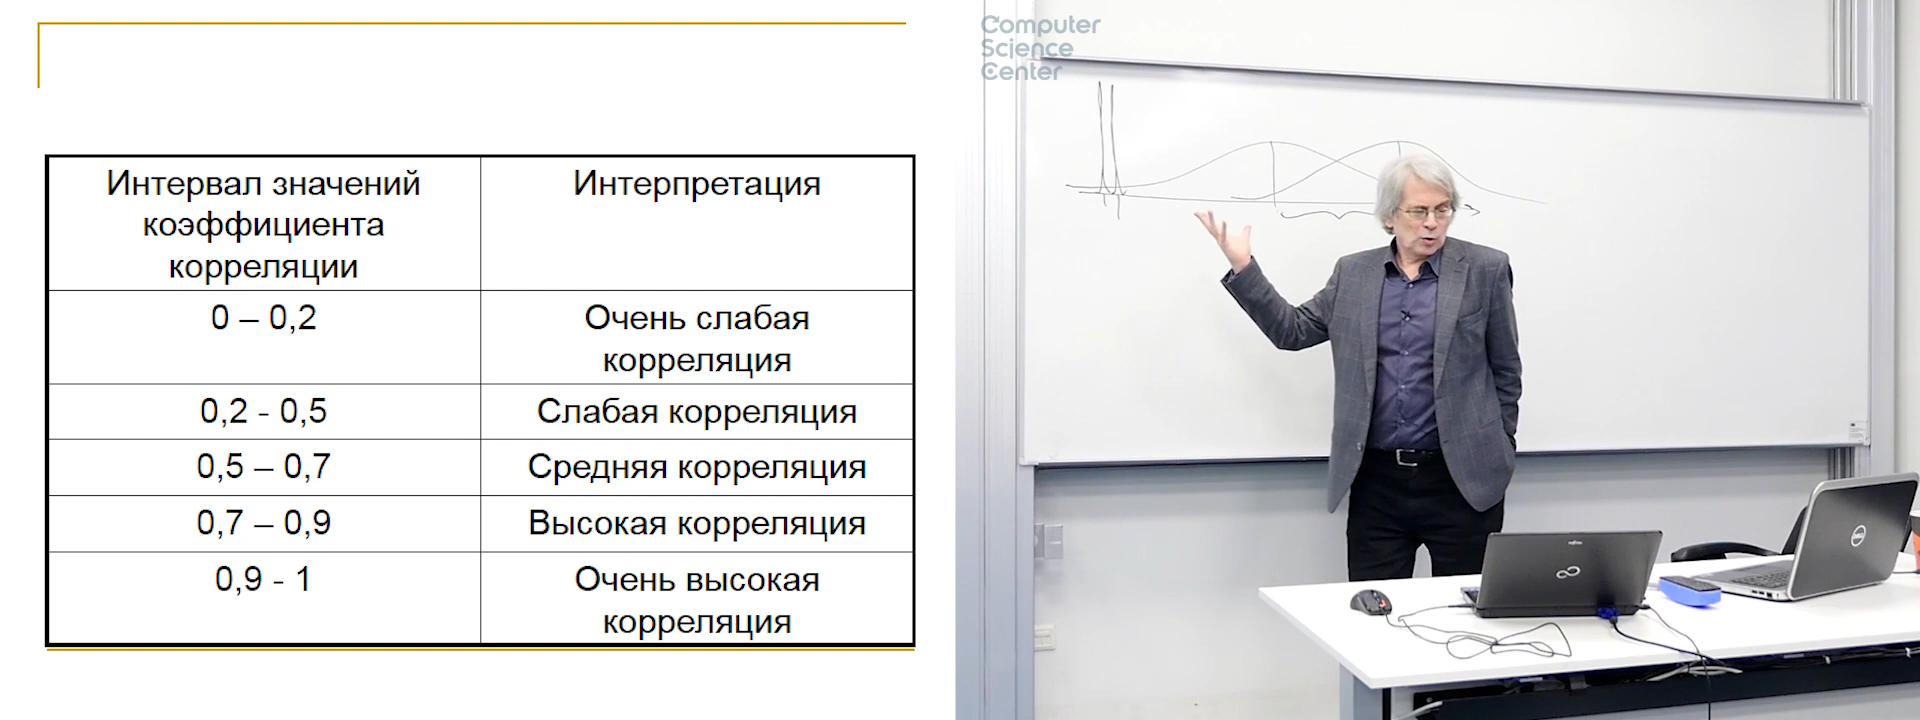 Интервал значений
коэффициента
корреляции
Интерпретация
0 – 0,2
Очень слабая
корреляция
0,2 - 0,5
Слабая корреляция
0,5 – 0,7
Средняя корреляция
0,7 – 0,9
Высокая корреляция
0,9 - 1
Очень высокая
корреляция
Computer
Science
Center